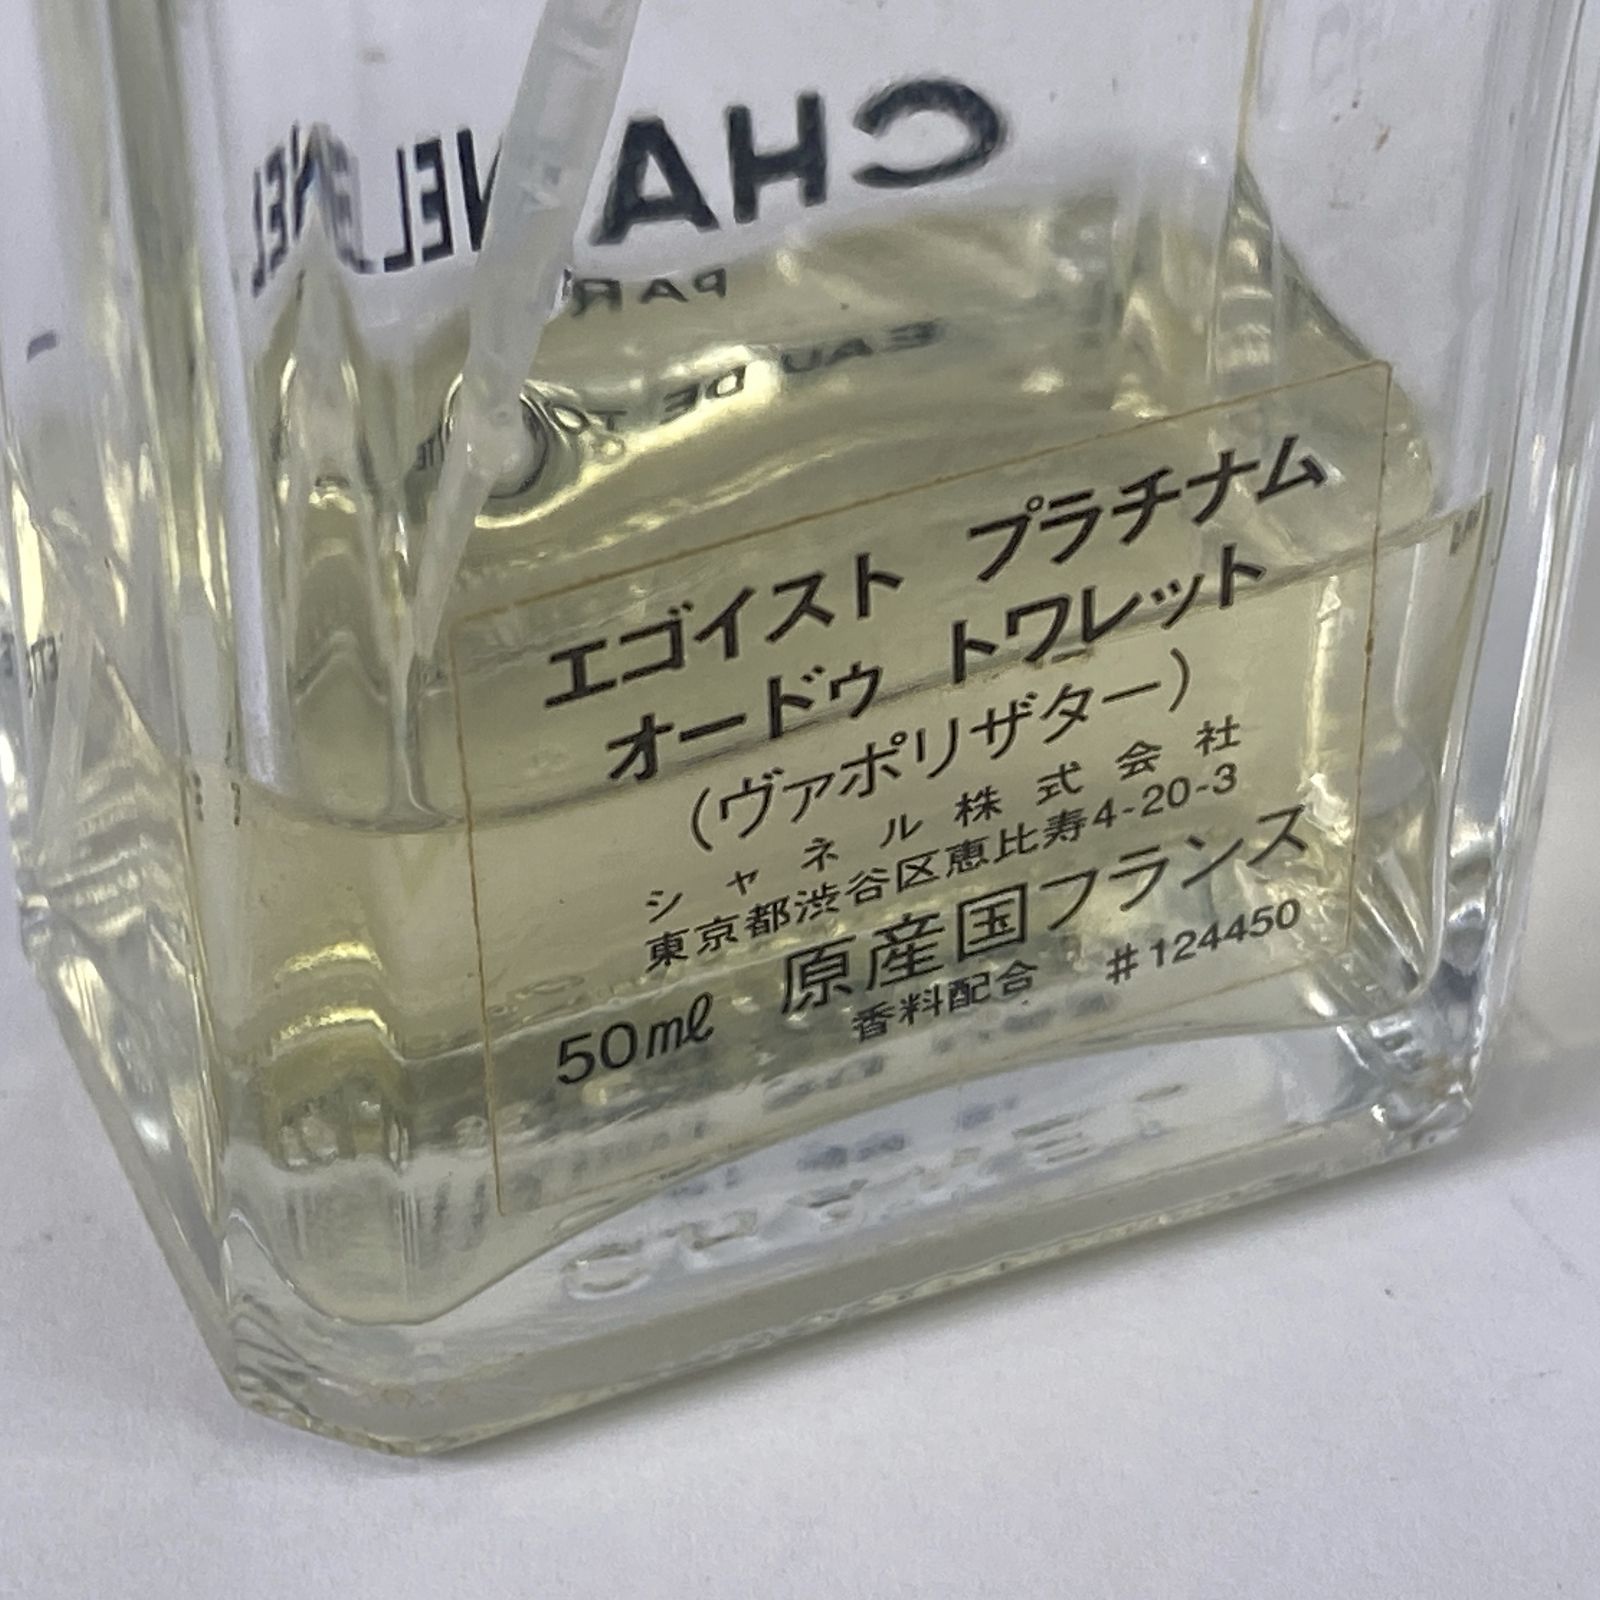 CHANEL
PAR
EAU DE TO
エゴイスト プラチナム
オードゥ トワレット
(ヴァポリザター)
シャネル株式会社
東京都渋谷区恵比寿4-20-3
50ml 原産国フランス
香料配合 #124450
CHANEL